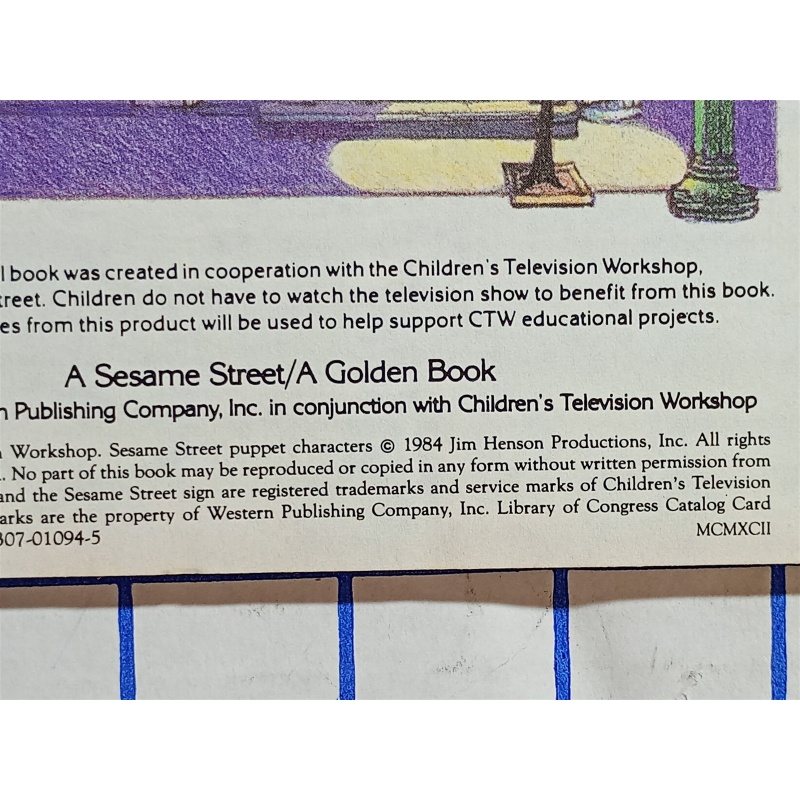 l book was created in cooperation with the Children's Television Workshop,
reet. Children do not have to watch the television show to benefit from this book.
es from this product will be used to help support CTW educational projects.
A Sesame Street/A Golden Book
n Publishing Company, Inc. in conjunction with Children's Television Workshop
Workshop. Sesame Street puppet characters © 1984 Jim Henson Productions, Inc. All rights
. No part of this book may be reproduced or copied in any form without written permission from
and the Sesame Street sign are registered trademarks and service marks of Children's Television
arks are the property of Western Publishing Company, Inc. Library of Congress Catalog Card
307-01094-5 MCMXCII